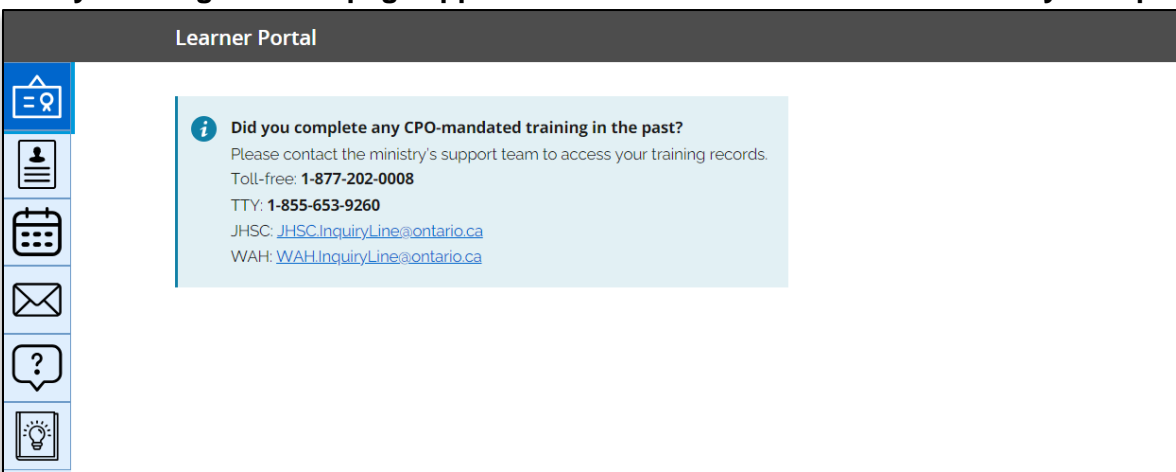 Learner Portal
Did you complete any CPO-mandated training in the past?
Please contact the ministry's support team to access your training records.
Toll-free: 1-877-202-0008
TTY: 1-855-653-9260
JHSC: JHSC.InquiryLine@ontario.ca
WAH: WAH.InquiryLine@ontario.ca